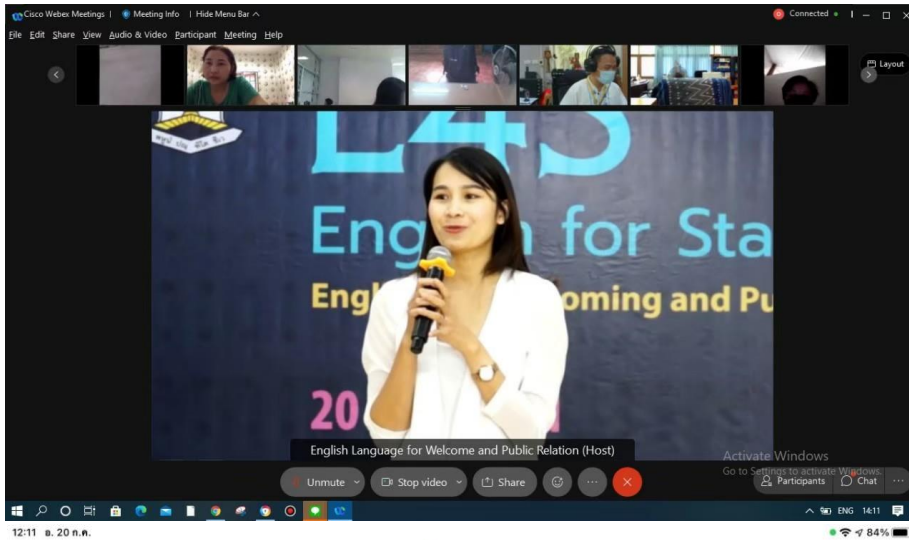 Cisco Webex Meetings | Meeting Info | Hide Menu Bar
Connected
File Edit Share View Audio & Video Participant Meeting Help
Layout
E4S
English for Sta
Engl oming and Pu
20
English Language for Welcome and Public Relation (Host)
Activate Windows
Go to Settings to activate Windows.
Unmute Stop video Share Participants Chat
ENG 14:11
12:11 อ. 20 ก.ค. 84%